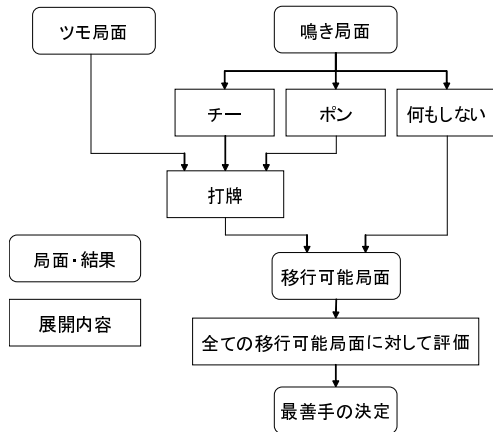 ツモ局面
鳴き局面
チー
ポン
何もしない
打牌
局面・結果
移行可能局面
展開内容
全ての移行可能局面に対して評価
最善手の決定